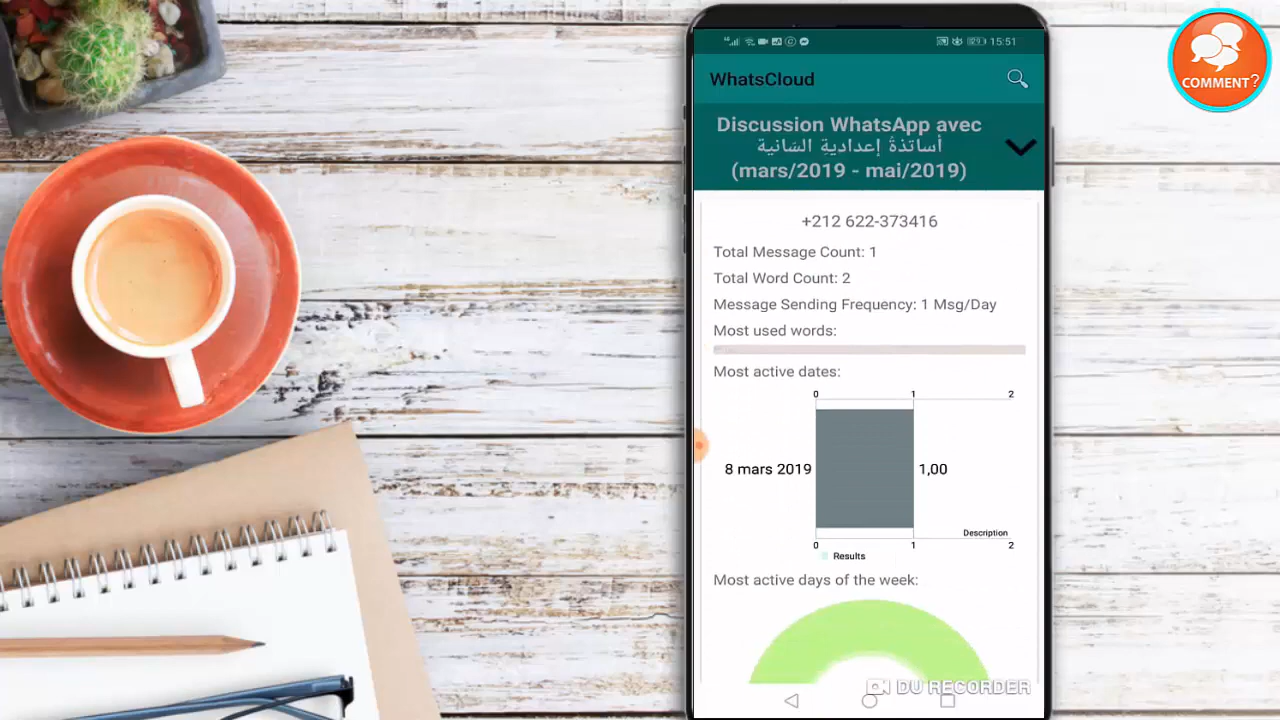 COMMENT?
15:51
WhatsCloud
Discussion WhatsApp avec
أساتذةُ إعداديةِ السَانية
(mars/2019 - mai/2019)
+212 622-373416
Total Message Count: 1
Total Word Count: 2
Message Sending Frequency: 1 Msg/Day
Most used words:
Most active dates:
0 1 2
8 mars 2019 1,00
Description
0 1 2
Results
Most active days of the week:
DU RECORDER